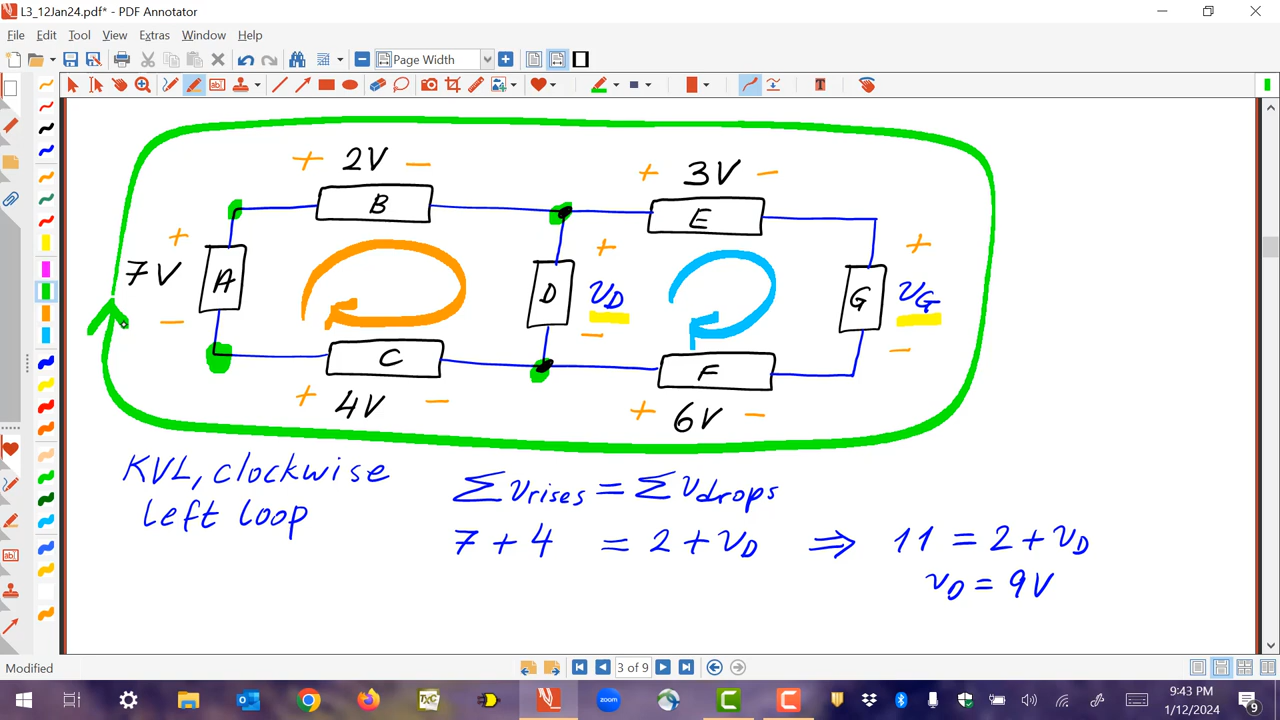 L3_12Jan24.pdf* - PDF Annotator
File Edit Tool View Extras Window Help
Page Width
+ 2V −
+ 3V −
B
E
+
7V
−
A
D
+
vD
−
G
+
vG
−
C
F
+ 4V −
+ 6V −
KVL, clockwise
left loop
∑ vrises = ∑ vdrops
7 + 4 = 2 + vD ⇒ 11 = 2 + vD
vD = 9V
3 of 9
Modified
9:43 PM
1/12/2024